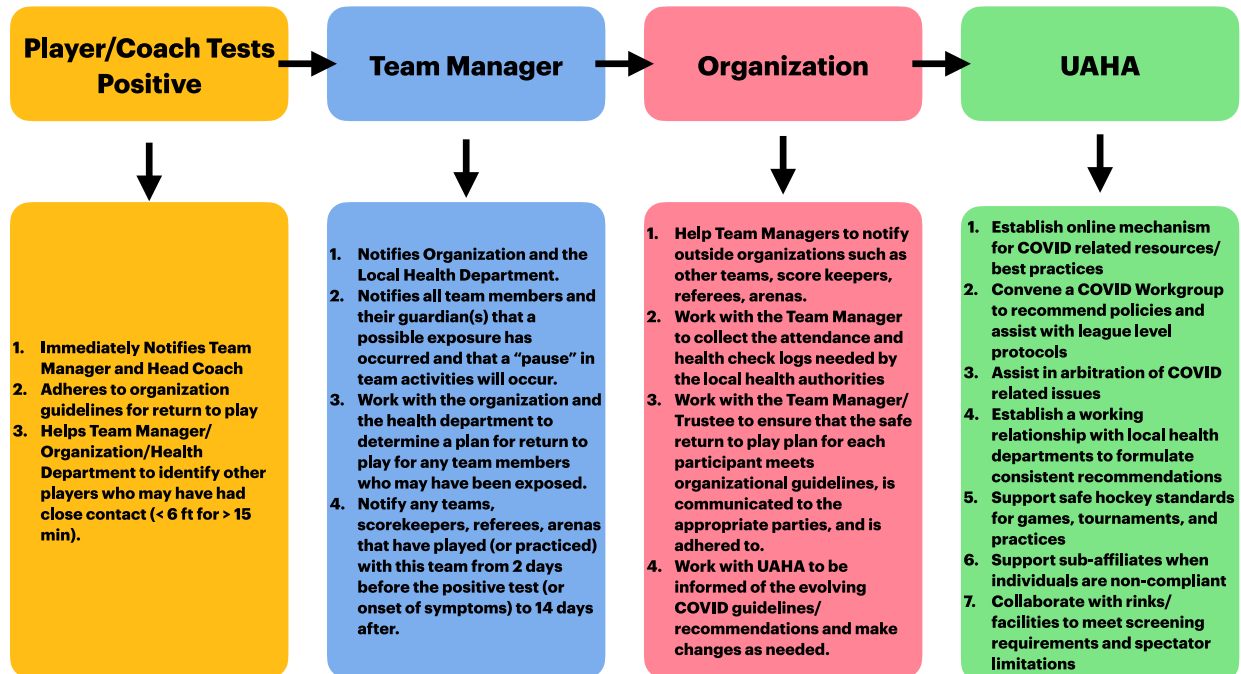 Player/Coach Tests
Positive
Team Manager
Organization
UAHA
1. Immediately Notifies Team
Manager and Head Coach
2. Adheres to organization
guidelines for return to play
3. Helps Team Manager/
Organization/Health
Department to identify other
players who may have had
close contact (< 6 ft for > 15
min).
1. Notifies Organization and the
Local Health Department.
2. Notifies all team members and
their guardian(s) that a
possible exposure has
occurred and that a “pause” in
team activities will occur.
3. Work with the organization and
the health department to
determine a plan for return to
play for any team members
who may have been exposed.
4. Notify any teams,
scorekeepers, referees, arenas
that have played (or practiced)
with this team from 2 days
before the positive test (or
onset of symptoms) to 14 days
after.
1. Help Team Managers to notify
outside organizations such as
other teams, score keepers,
referees, arenas.
2. Work with the Team Manager
to collect the attendance and
health check logs needed by
the local health authorities
3. Work with the Team Manager/
Trustee to ensure that the safe
return to play plan for each
participant meets
organizational guidelines, is
communicated to the
appropriate parties, and is
adhered to.
4. Work with UAHA to be
informed of the evolving
COVID guidelines/
recommendations and make
changes as needed.
1. Establish online mechanism
for COVID related resources/
best practices
2. Convene a COVID Workgroup
to recommend policies and
assist with league level
protocols
3. Assist in arbitration of COVID
related issues
4. Establish a working
relationship with local health
departments to formulate
consistent recommendations
5. Support safe hockey standards
for games, tournaments, and
practices
6. Support sub-affiliates when
individuals are non-compliant
7. Collaborate with rinks/
facilities to meet screening
requirements and spectator
limitations